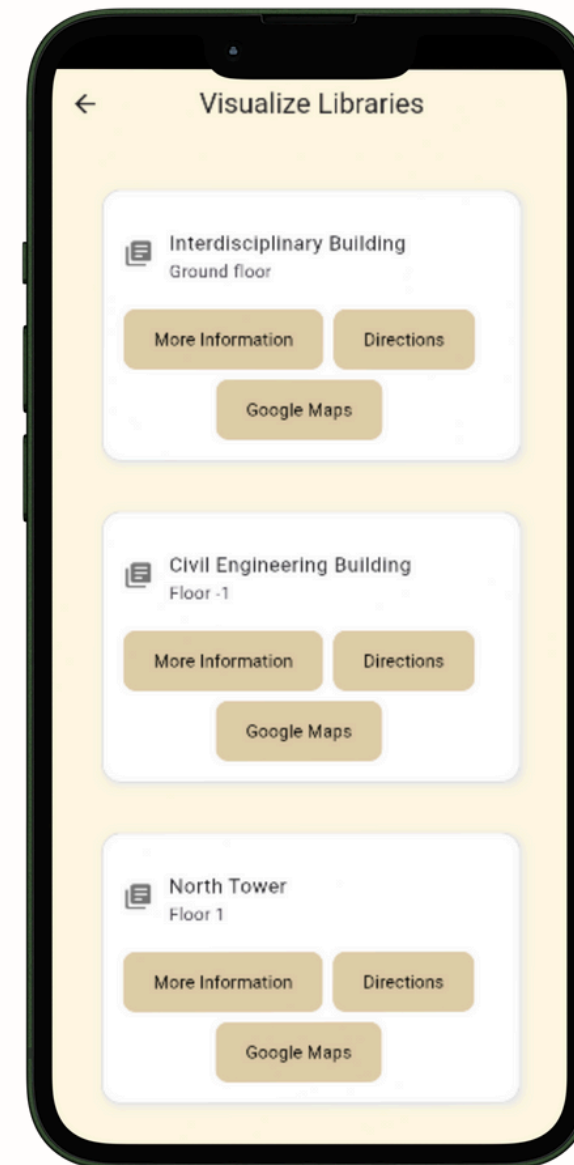 Visualize Libraries
Interdisciplinary Building
Ground floor
More Information
Directions
Google Maps
Civil Engineering Building
Floor -1
More Information
Directions
Google Maps
North Tower
Floor 1
More Information
Directions
Google Maps